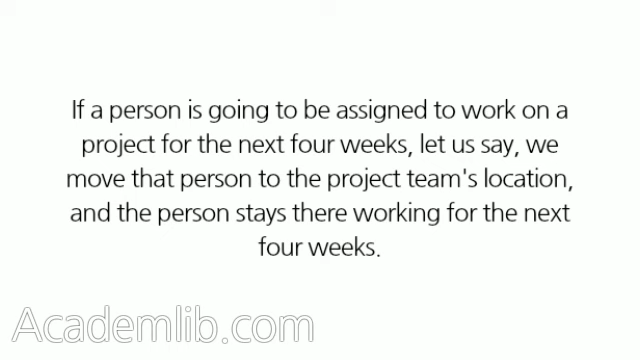 If a person is going to be assigned to work on a
project for the next four weeks, let us say, we
move that person to the project team's location,
and the person stays there working for the next
four weeks.
Academlib.com